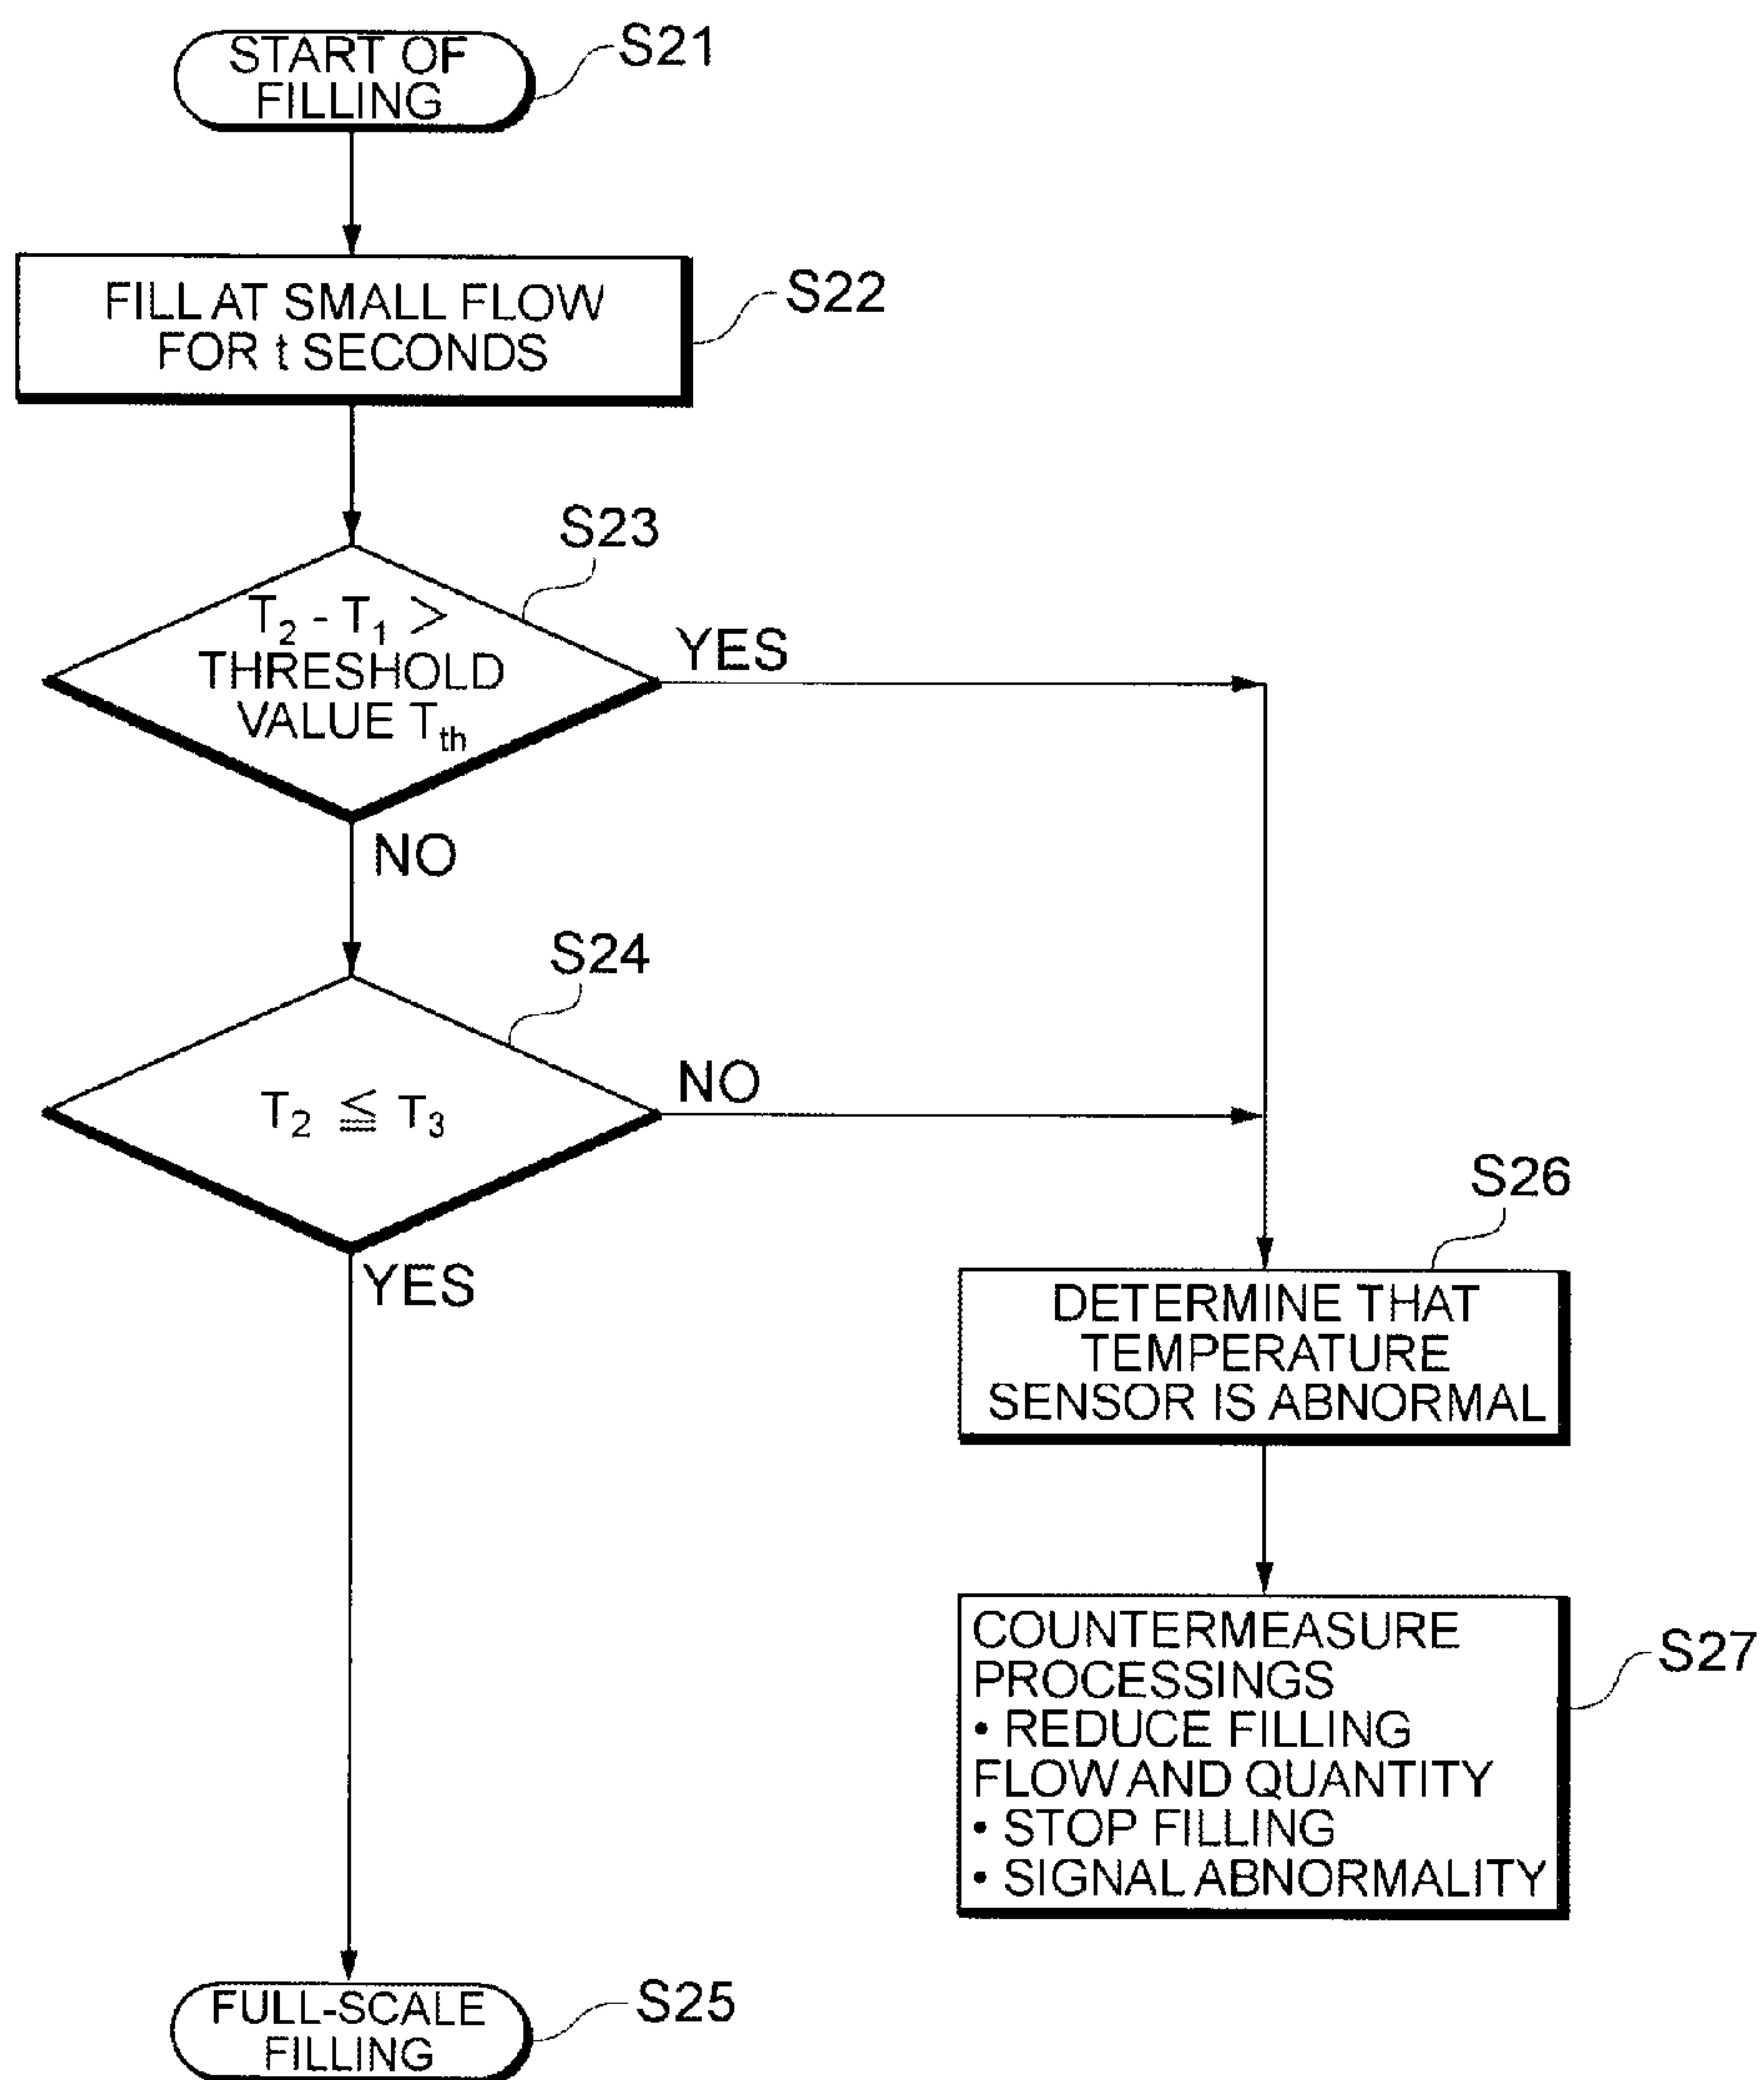 START OF
FILLING
S21
FILL AT SMALL FLOW
FOR t SECONDS
S22
S23
T2 - T1 >
THRESHOLD
VALUE Tth
YES
NO
S24
T2 ≦ T3
NO
YES
S26
DETERMINE THAT
TEMPERATURE
SENSOR IS ABNORMAL
COUNTERMEASURE
PROCESSINGS
• REDUCE FILLING
FLOW AND QUANTITY
• STOP FILLING
• SIGNAL ABNORMALITY
S27
FULL-SCALE
FILLING
S25